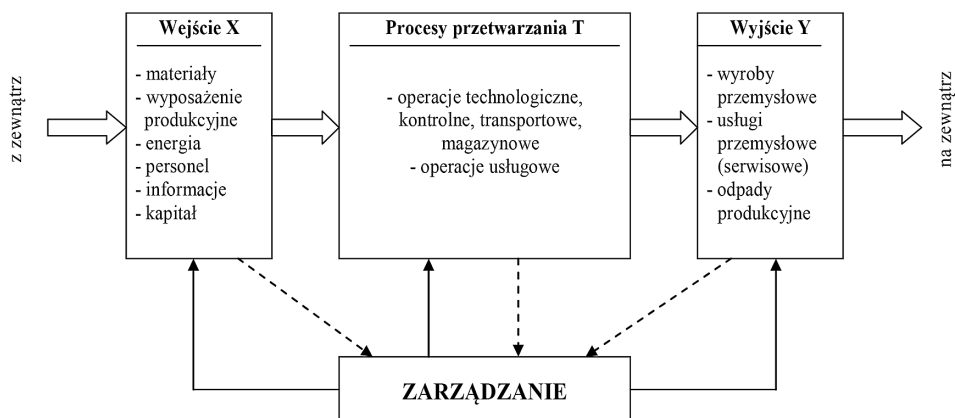 z zewnątrz
Wejście X
- materiały
- wyposażenie
produkcyjne
- energia
- personel
- informacje
- kapitał
Procesy przetwarzania T
- operacje technologiczne,
kontrolne, transportowe,
magazynowe
- operacje usługowe
Wyjście Y
- wyroby
przemysłowe
- usługi
przemysłowe
(serwisowe)
- odpady
produkcyjne
na zewnątrz
ZARZĄDZANIE